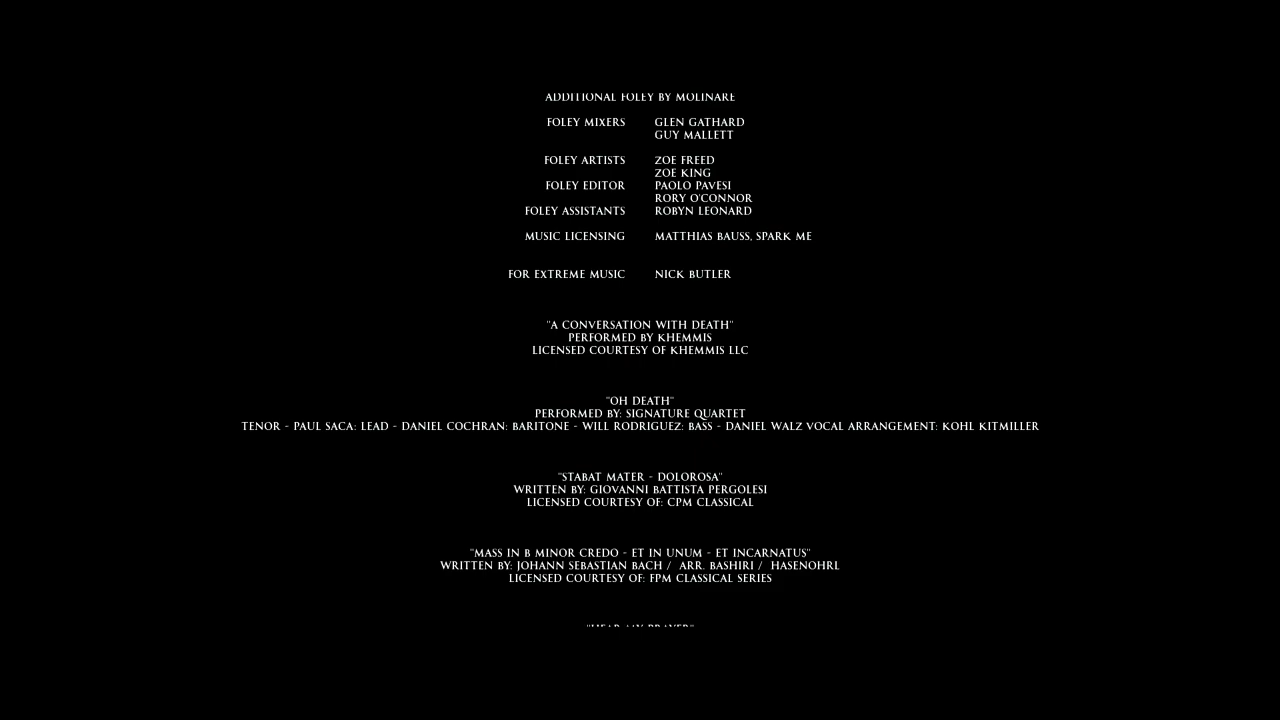 ADDITIONAL FOLEY BY MOLINARE
FOLEY MIXERS GLEN GATHARD
GUY MALLETT
FOLEY ARTISTS ZOE FREED
ZOE KING
FOLEY EDITOR PAOLO PAVESI
RORY O'CONNOR
FOLEY ASSISTANTS ROBYN LEONARD
MUSIC LICENSING MATTHIAS BAUSS, SPARK ME
FOR EXTREME MUSIC NICK BUTLER
"A CONVERSATION WITH DEATH"
PERFORMED BY KHEMMIS
LICENSED COURTESY OF KHEMMIS LLC
"OH DEATH"
PERFORMED BY: SIGNATURE QUARTET
TENOR - PAUL SACA: LEAD - DANIEL COCHRAN: BARITONE - WILL RODRIGUEZ: BASS - DANIEL WALZ VOCAL ARRANGEMENT: KOHL KITMILLER
"STABAT MATER - DOLOROSA"
WRITTEN BY: GIOVANNI BATTISTA PERGOLESI
LICENSED COURTESY OF: CPM CLASSICAL
"MASS IN B MINOR CREDO - ET IN UNUM - ET INCARNATUS"
WRITTEN BY: JOHANN SEBASTIAN BACH / ARR. BASHIRI / HASENOHRL
LICENSED COURTESY OF: FPM CLASSICAL SERIES
"HEAR MY PRAYER"